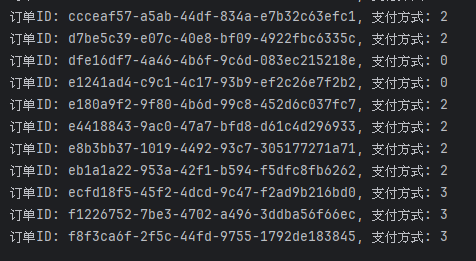 订单ID: ccceaf57-a5ab-44df-834a-e7b32c63efc1, 支付方式: 2
订单ID: d7be5c39-e07c-40e8-bf09-4922fbc6335c, 支付方式: 2
订单ID: dfe16df7-4a46-4b6f-9c6d-083ec215218e, 支付方式: 0
订单ID: e1241ad4-c9c1-4c17-93b9-ef2c26e7f2b2, 支付方式: 0
订单ID: e180a9f2-9f80-4b6d-99c8-452d6c037fc7, 支付方式: 2
订单ID: e4418843-9ac0-47a7-bfd8-d61c4d296933, 支付方式: 2
订单ID: e8b3bb37-1019-4492-93c7-305177271a71, 支付方式: 2
订单ID: eb1a1a22-953a-42f1-b594-f5dfc8fb6262, 支付方式: 2
订单ID: ecfd18f5-45f2-4dcd-9c47-f2ad9b216bd0, 支付方式: 3
订单ID: f1226752-7be3-4702-a496-3ddba56f66ec, 支付方式: 3
订单ID: f8f3ca6f-2f5c-44fd-9755-1792de183845, 支付方式: 3